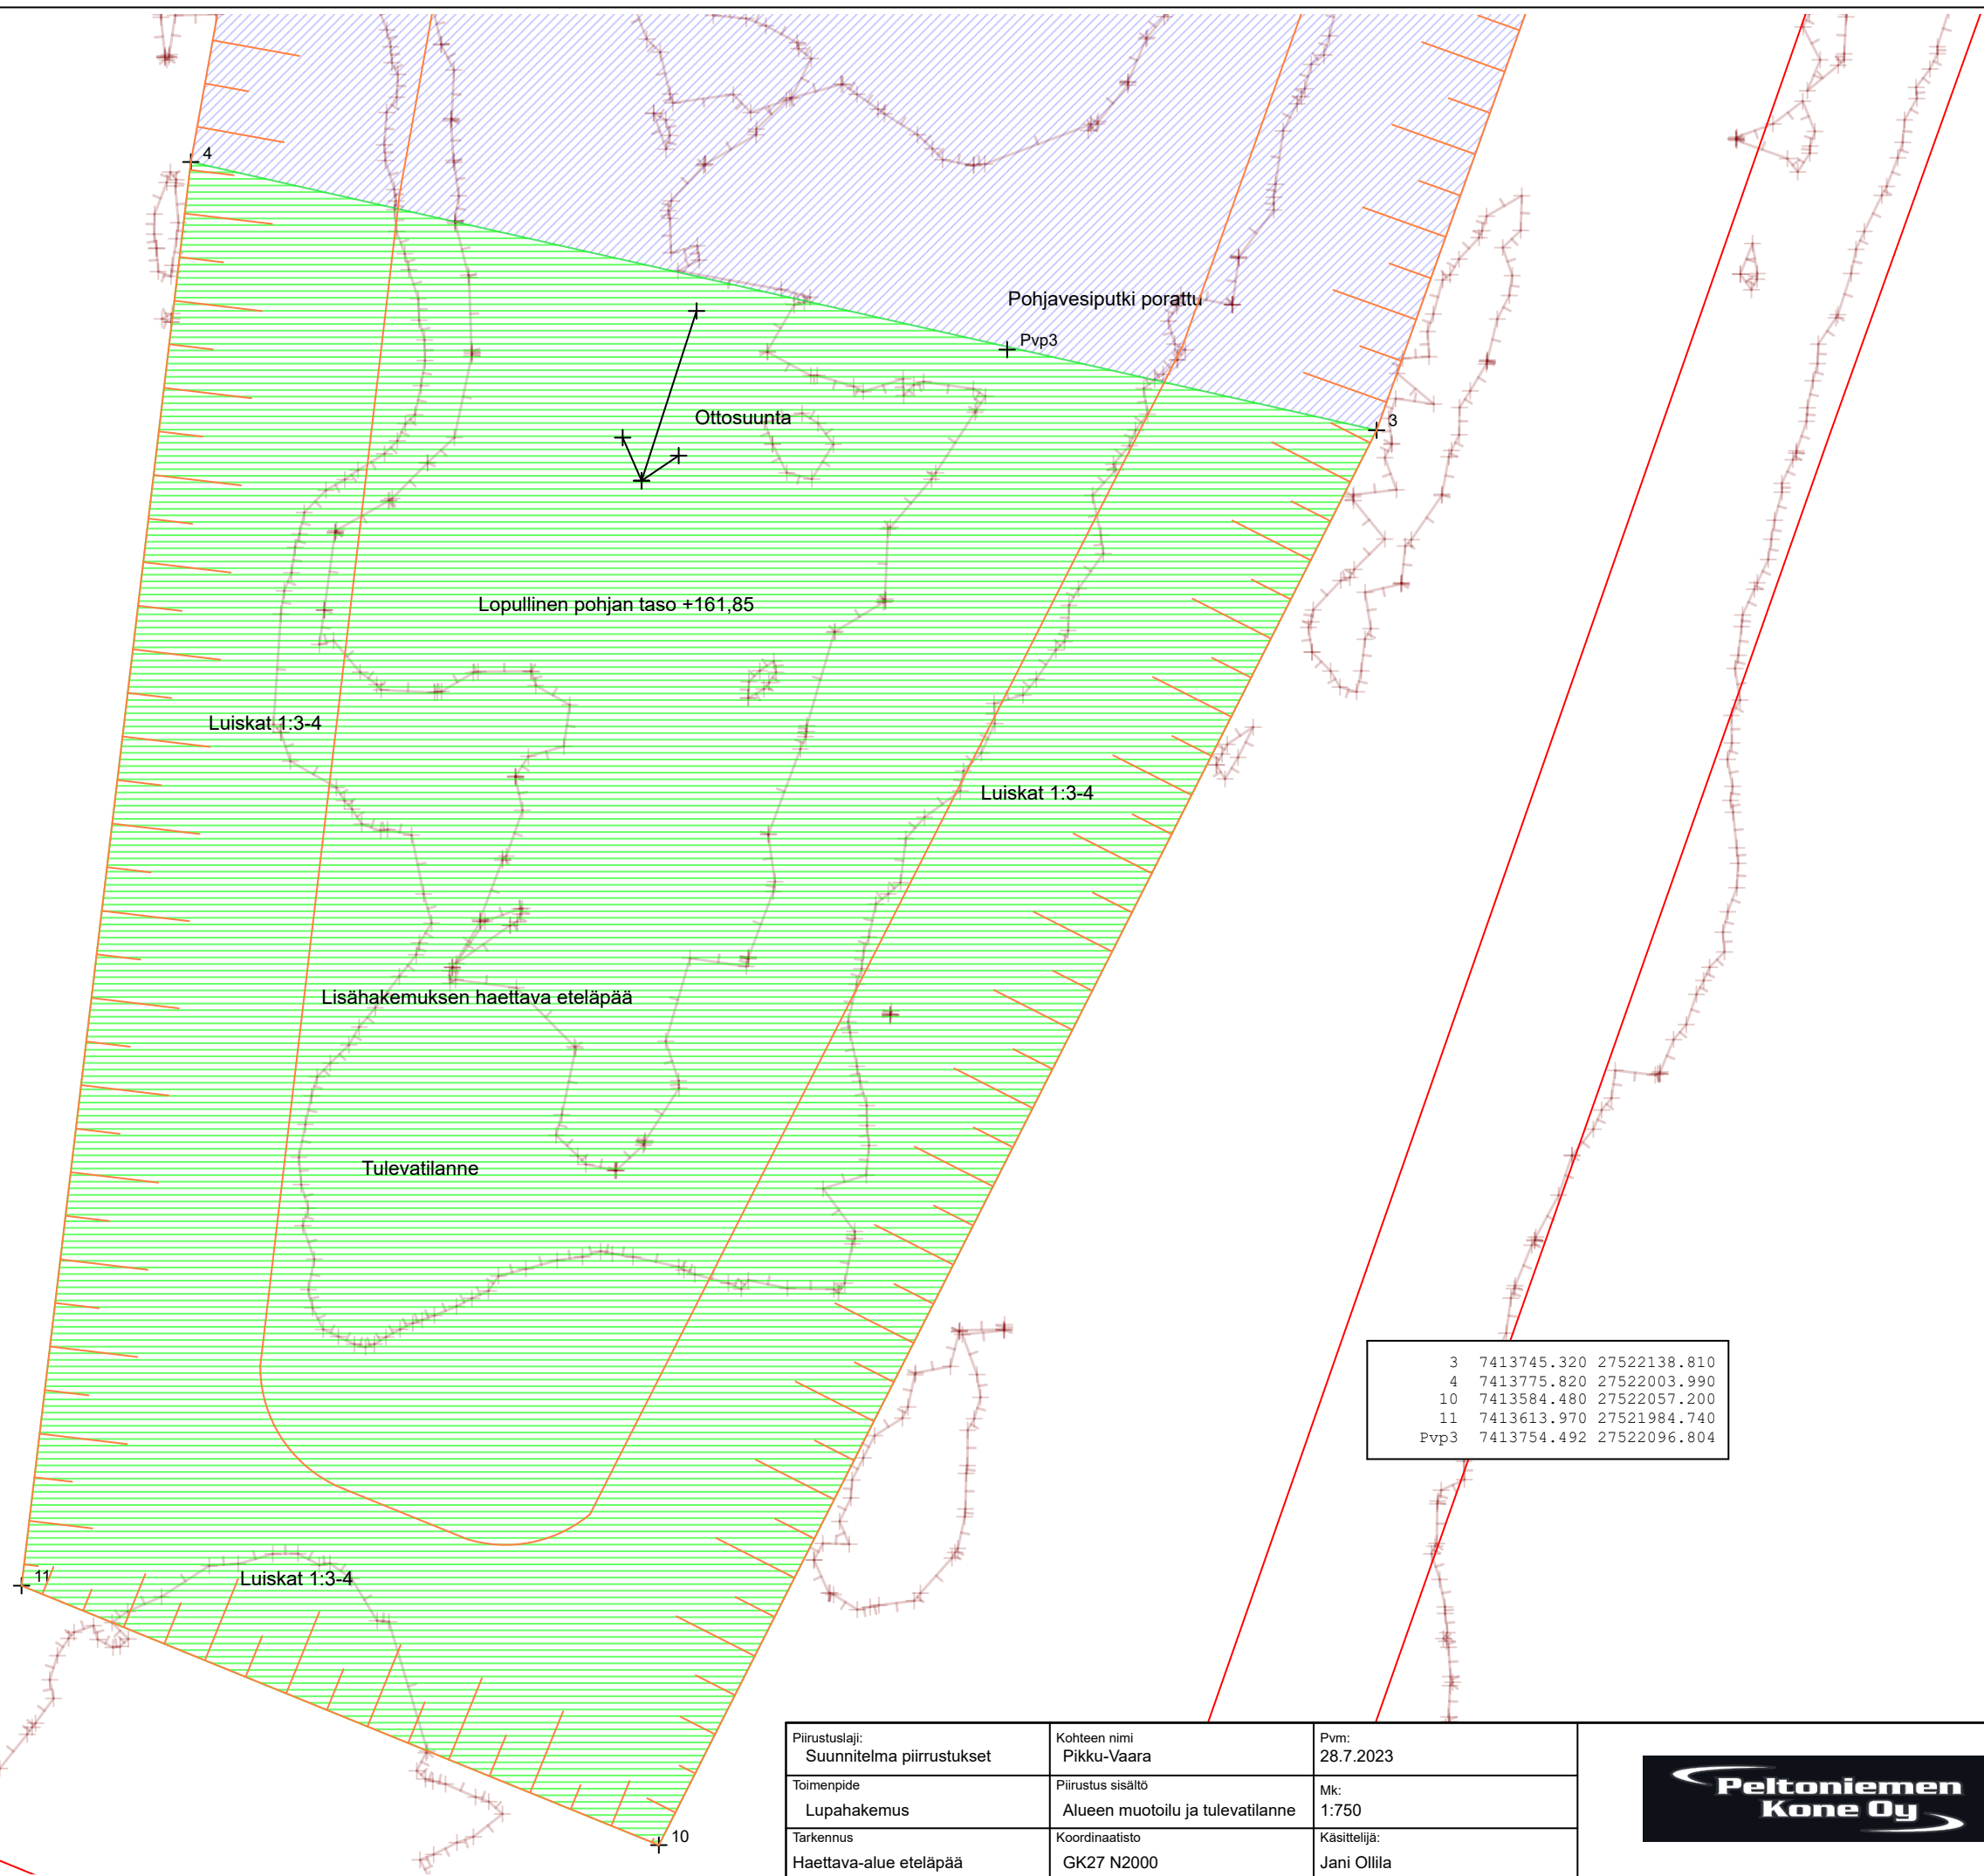 4
Pohjavesiputki porattu
Pvp3
Ottosuunta
3
Lopullinen pohjan taso +161,85
Luiskat 1:3-4
Luiskat 1:3-4
Lisähakemuksen haettava eteläpää
Tulevatilanne
3 7413745.320 27522138.810
4 7413775.820 27522003.990
10 7413584.480 27522057.200
11 7413613.970 27521984.740
Pvp3 7413754.492 27522096.804
11
Luiskat 1:3-4
10
Piirustuslaji:
Suunnitelma piirrustukset
Kohteen nimi
Pikku-Vaara
Pvm:
28.7.2023
Toimenpide
Lupahakemus
Piirustus sisältö
Alueen muotoilu ja tulevatilanne
Mk:
1:750
Tarkennus
Haettava-alue eteläpää
Koordinaatisto
GK27 N2000
Käsittelijä:
Jani Ollila
Peltoniemen
Kone Oy